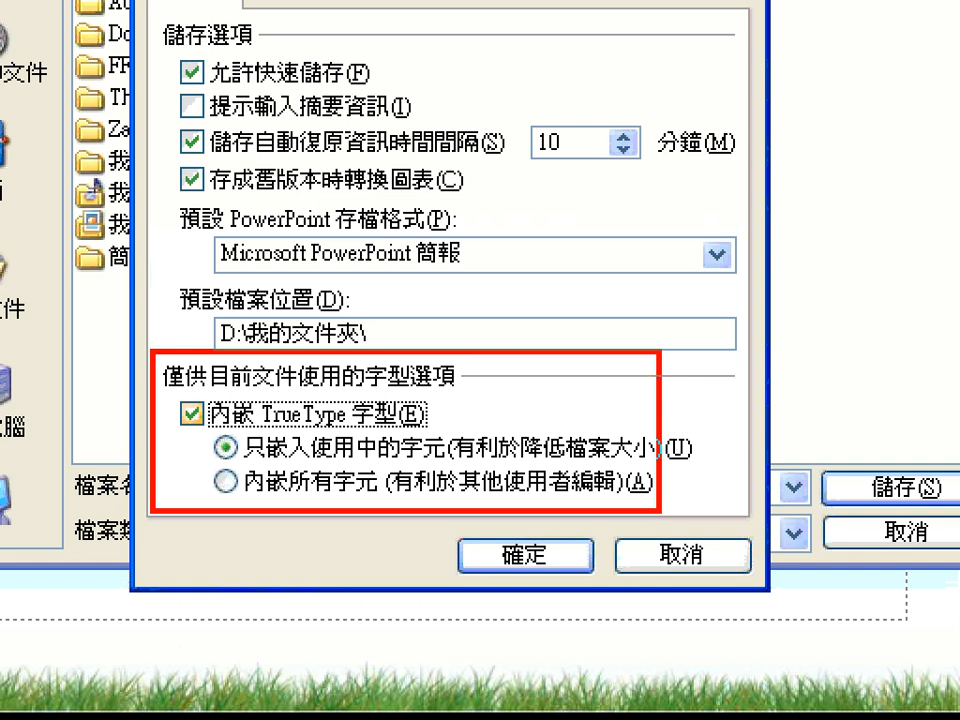 儲存選項
允許快速儲存(F)
提示輸入摘要資訊(I)
儲存自動復原資訊時間間隔(S) 10 分鐘(M)
存成舊版本時轉換圖表(C)
預設 PowerPoint 存檔格式(P):
Microsoft PowerPoint 簡報
預設檔案位置(D):
D:\我的文件夾\
僅供目前文件使用的字型選項
內嵌 TrueType 字型(E)
只嵌入使用中的字元(有利於降低檔案大小)(U)
內嵌所有字元 (有利於其他使用者編輯)(A)
確定 取消
Do
FR
Th
Za
我
我
我
簡
文件
件
腦
檔案名
檔案類
儲存(S)
取消